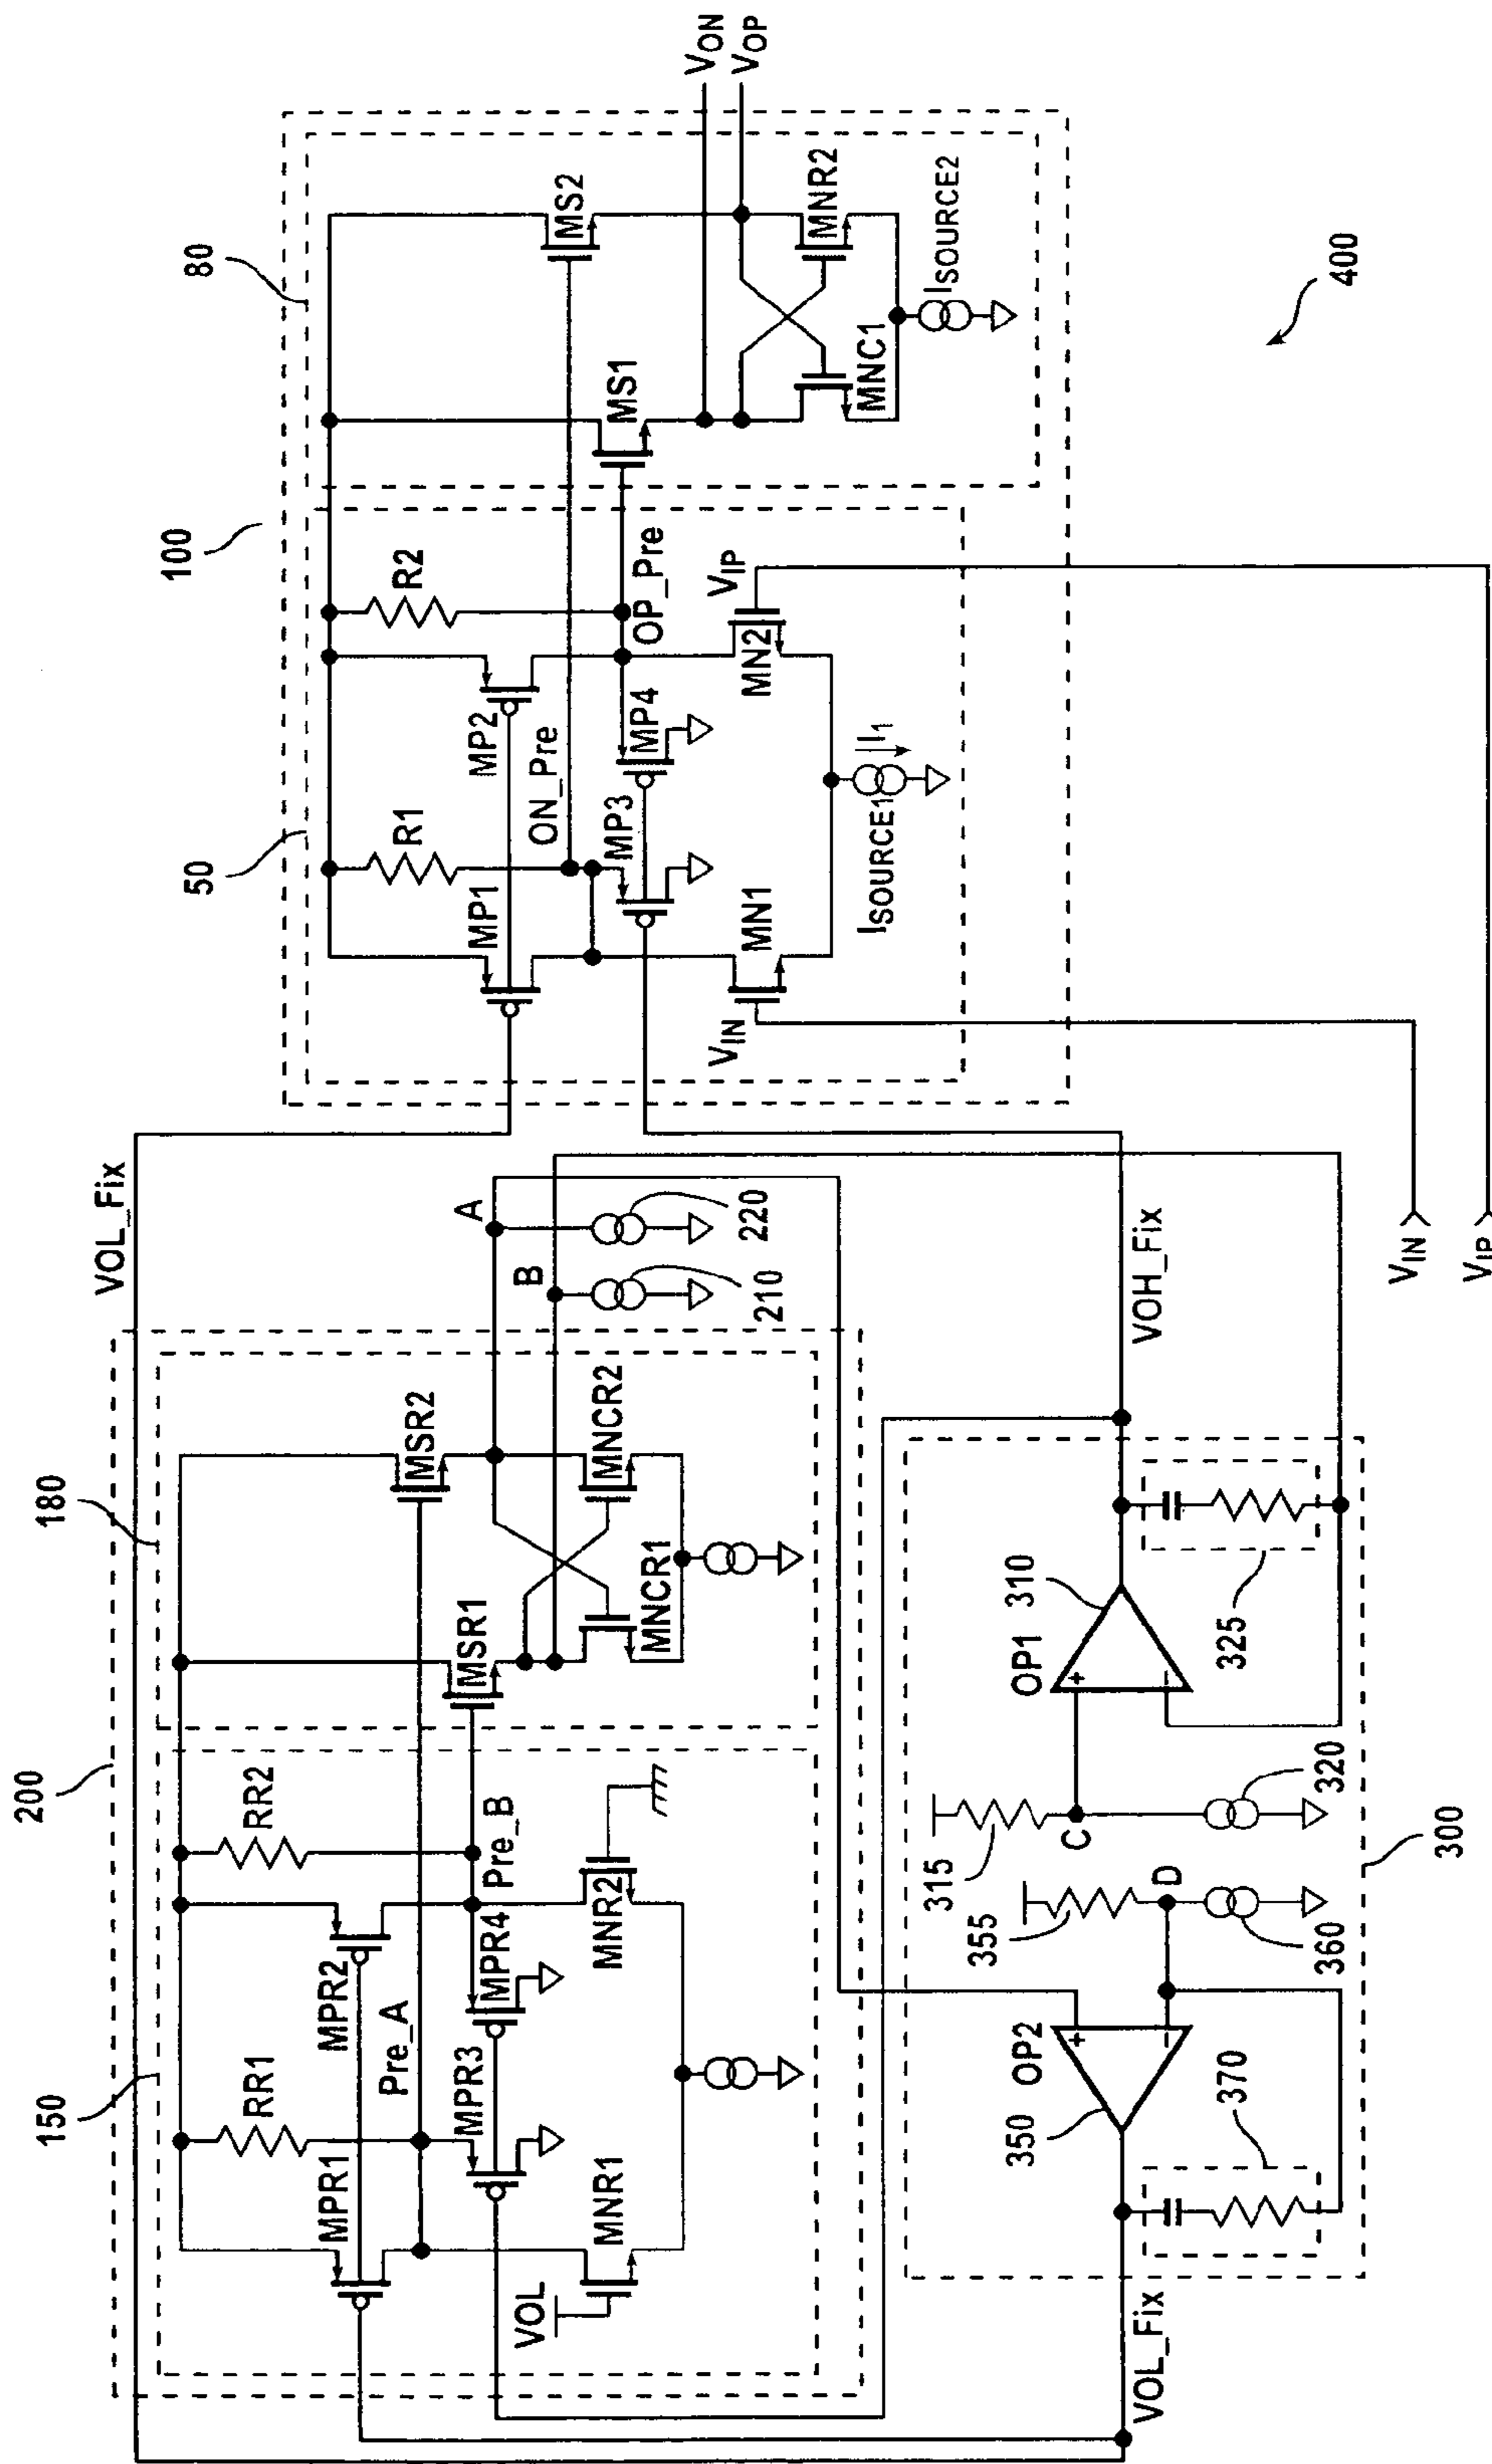 VON
VOP
100
80
MS2
MS1
MNR2
MNC1
ISOURCE2
400
50
R2
R1
MP2
MP1
OP_Pre
ON_Pre
MP4
MP3
VIP
MN2
MN1
VIN
ISOURCE1
I1
VOL_Fix
A
B
220
210
VOH_Fix
VIN
VIP
200
180
MSR2
MSR1
MNCR2
MNCR1
150
RR2
RR1
MPR2
MPR1
Pre_B
Pre_A
MPR4
MPR3
MNR2
MNR1
VOL
OP1
310
+
−
325
315
C
320
300
355
D
360
OP2
350
+
−
370
VOL_Fix